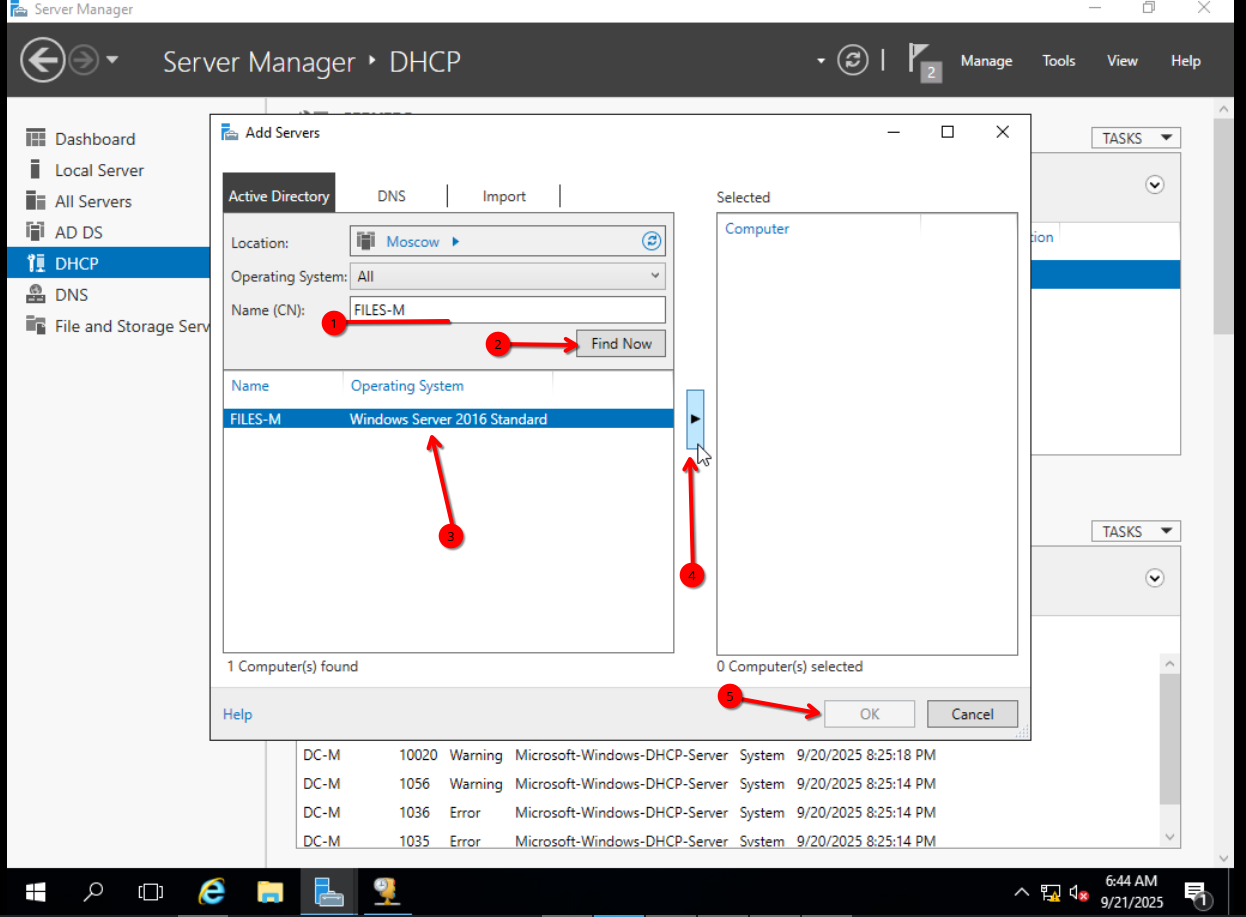 Server Manager
Server Manager DHCP
2
Manage Tools View Help
Dashboard
Local Server
All Servers
AD DS
DHCP
DNS
File and Storage Serv
TASKS
tion
Add Servers
Active Directory DNS Import
Location: Moscow
Operating System: All
Name (CN): FILES-M
1
2 Find Now
Name Operating System
FILES-M Windows Server 2016 Standard
3
4
1 Computer(s) found
Selected
Computer
0 Computer(s) selected
5
Help OK Cancel
TASKS
DC-M 10020 Warning Microsoft-Windows-DHCP-Server System 9/20/2025 8:25:18 PM
DC-M 1056 Warning Microsoft-Windows-DHCP-Server System 9/20/2025 8:25:14 PM
DC-M 1036 Error Microsoft-Windows-DHCP-Server System 9/20/2025 8:25:14 PM
DC-M 1035 Error Microsoft-Windows-DHCP-Server System 9/20/2025 8:25:14 PM
6:44 AM
9/21/2025
1